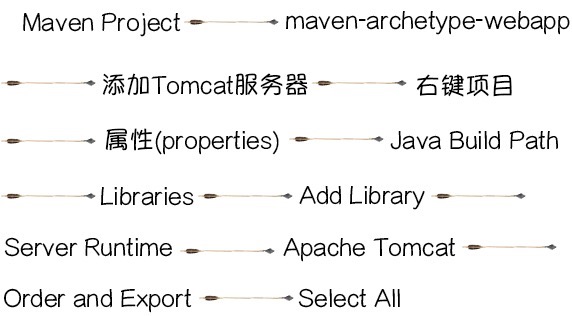 Maven Project maven-archetype-webapp
添加Tomcat服务器 右键项目
属性(properties) Java Build Path
Libraries Add Library
Server Runtime Apache Tomcat
Order and Export Select All